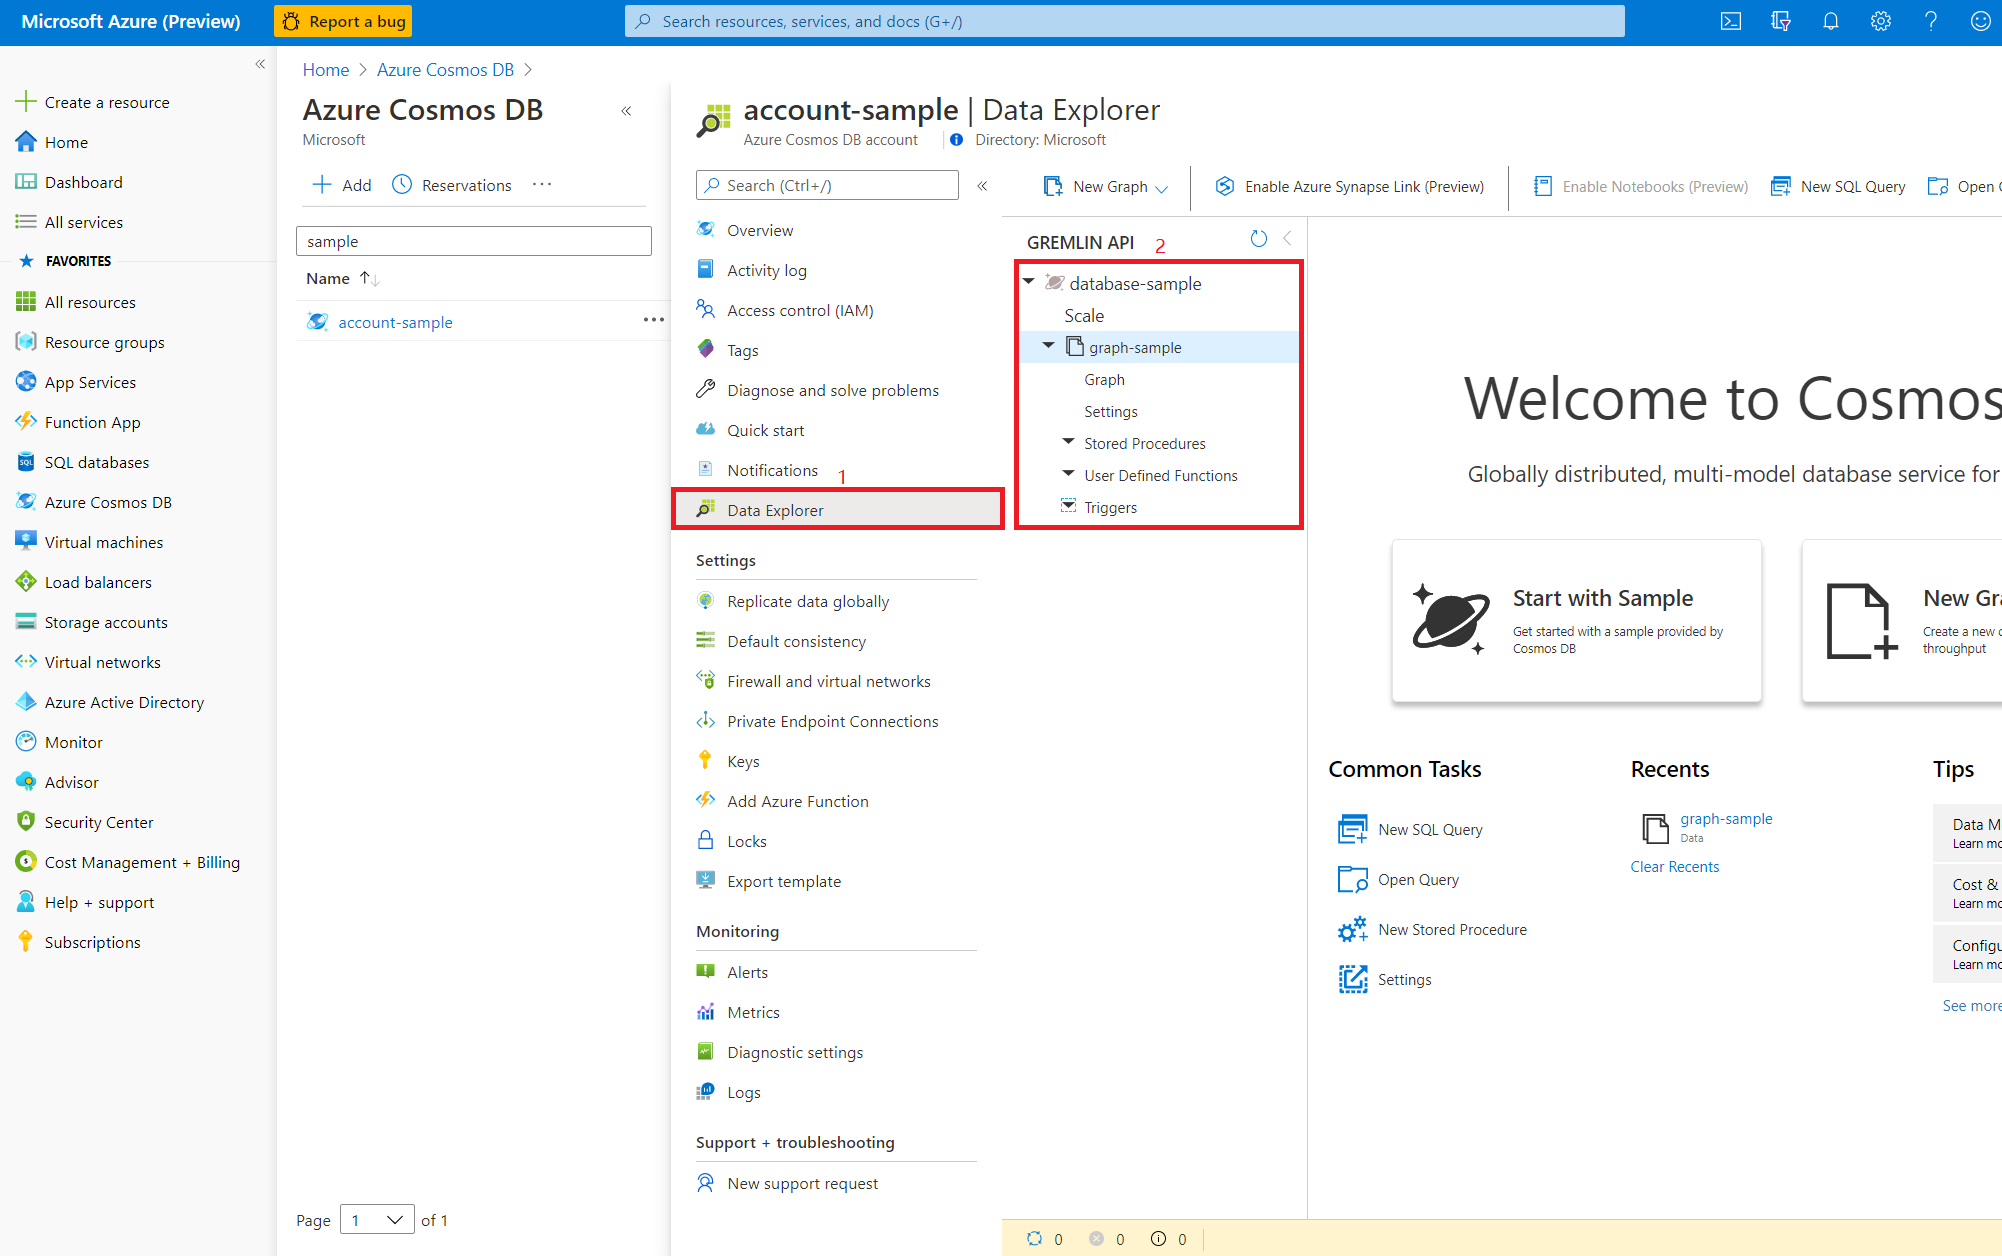 Microsoft Azure (Preview)
Report a bug
Search resources, services, and docs (G+/)
Create a resource
Home
Dashboard
All services
FAVORITES
All resources
Resource groups
App Services
Function App
SQL databases
Azure Cosmos DB
Virtual machines
Load balancers
Storage accounts
Virtual networks
Azure Active Directory
Monitor
Advisor
Security Center
Cost Management + Billing
Help + support
Subscriptions
Home > Azure Cosmos DB >
Azure Cosmos DB
Microsoft
Add
Reservations
sample
Name
account-sample
Page 1 of 1
account-sample | Data Explorer
Azure Cosmos DB account
Directory: Microsoft
Search (Ctrl+/)
Overview
Activity log
Access control (IAM)
Tags
Diagnose and solve problems
Quick start
Notifications
1
Data Explorer
Settings
Replicate data globally
Default consistency
Firewall and virtual networks
Private Endpoint Connections
Keys
Add Azure Function
Locks
Export template
Monitoring
Alerts
Metrics
Diagnostic settings
Logs
Support + troubleshooting
New support request
New Graph
Enable Azure Synapse Link (Preview)
Enable Notebooks (Preview)
New SQL Query
Open
GREMLIN API
2
database-sample
Scale
graph-sample
Graph
Settings
Stored Procedures
User Defined Functions
Triggers
Welcome to Cosmos
Globally distributed, multi-model database service for
Start with Sample
Get started with a sample provided by
Cosmos DB
New Gra
Create a new
throughput
Common Tasks
New SQL Query
Open Query
New Stored Procedure
Settings
Recents
graph-sample
Data
Clear Recents
Tips
Data M
Learn mo
Cost &
Learn mo
Configu
Learn mo
See more
0
0
0